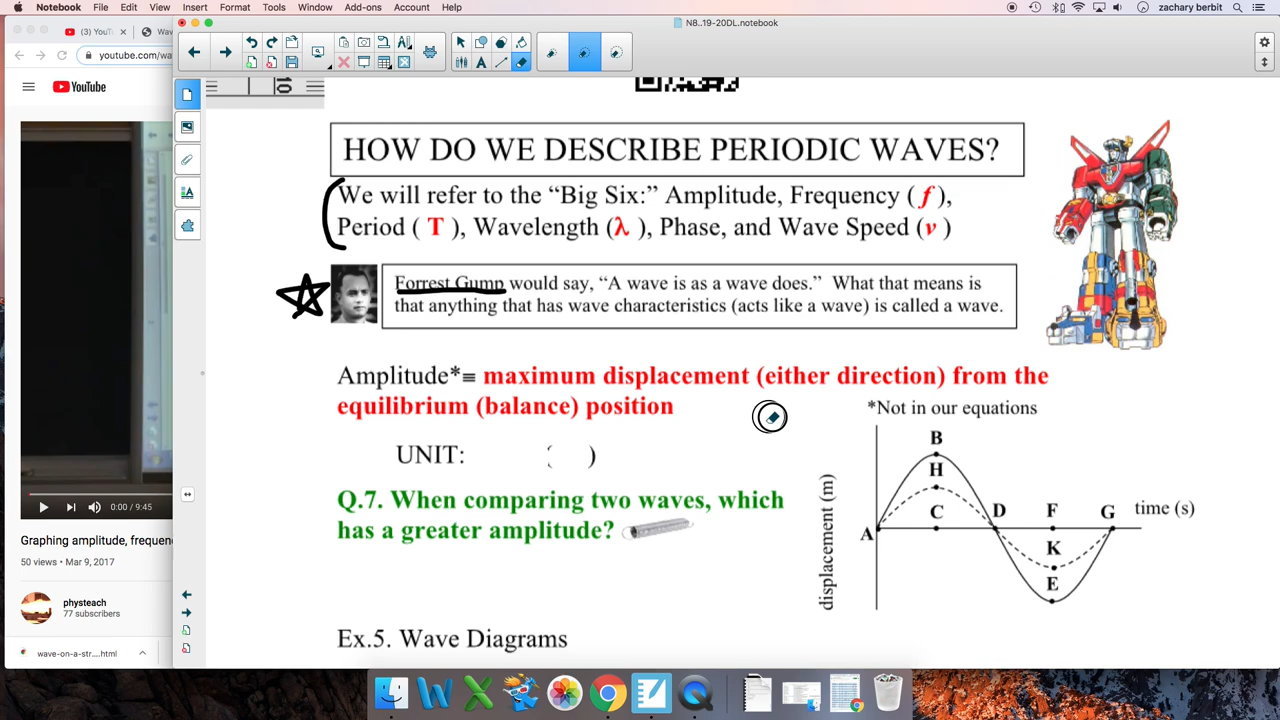 Notebook File Edit View Insert Format Tools Window Add-ons Account Help zachary berbit
N8..19-20DL.notebook
(3) YouT
Wav
youtube.com/wa
YouTube
HOW DO WE DESCRIBE PERIODIC WAVES?
We will refer to the “Big Six:” Amplitude, Frequency ( f ),
Period ( T ), Wavelength (λ ), Phase, and Wave Speed (v )
Forrest Gump would say, “A wave is as a wave does.” What that means is
that anything that has wave characteristics (acts like a wave) is called a wave.
Amplitude*≡ maximum displacement (either direction) from the
equilibrium (balance) position
*Not in our equations
UNIT: ( )
Q.7. When comparing two waves, which
has a greater amplitude?
B
H
C
A
D
F
G
K
E
time (s)
displacement (m)
Ex.5. Wave Diagrams
0:00 / 9:45
Graphing amplitude, frequenc
50 views • Mar 9, 2017
physteach
77 subscribers
wave-on-a-str....html